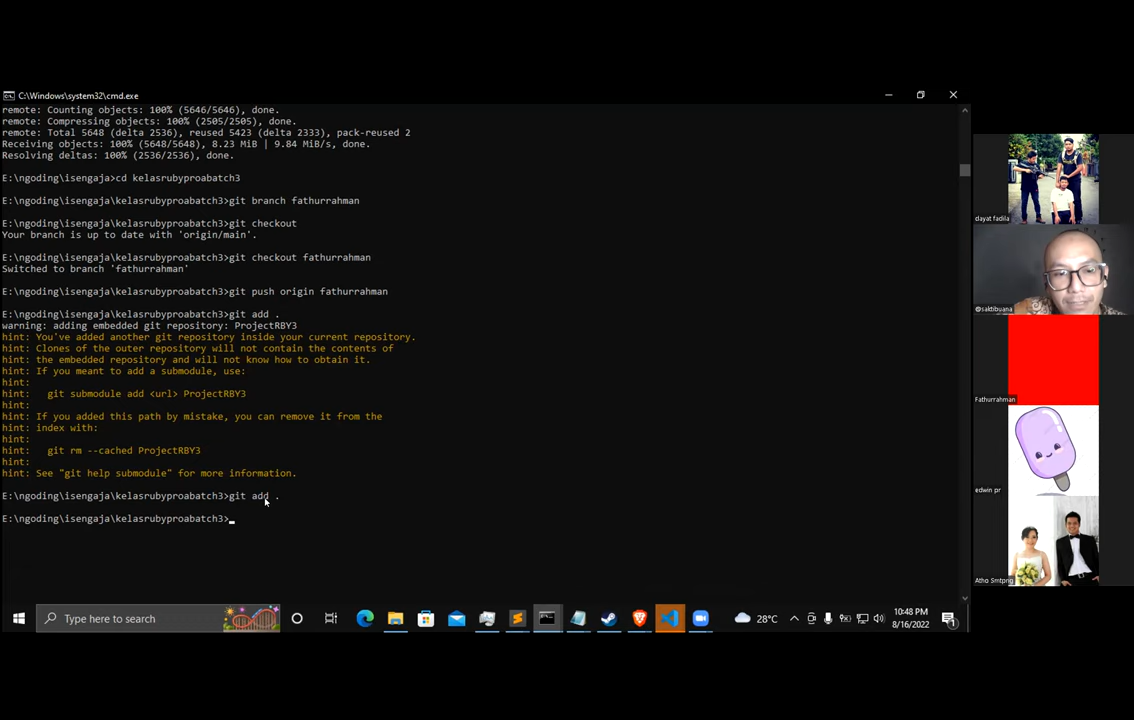 C:\Windows\system32\cmd.exe
remote: Counting objects: 100% (5646/5646), done.
remote: Compressing objects: 100% (2505/2505), done.
remote: Total 5648 (delta 2536), reused 5423 (delta 2333), pack-reused 2
Receiving objects: 100% (5648/5648), 8.23 MiB | 9.84 MiB/s, done.
Resolving deltas: 100% (2536/2536), done.
E:\ngoding\isengaja>cd kelasrubyproabatch3
E:\ngoding\isengaja\kelasrubyproabatch3>git branch fathurrahman
E:\ngoding\isengaja\kelasrubyproabatch3>git checkout
Your branch is up to date with 'origin/main'.
E:\ngoding\isengaja\kelasrubyproabatch3>git checkout fathurrahman
Switched to branch 'fathurrahman'
E:\ngoding\isengaja\kelasrubyproabatch3>git push origin fathurrahman
E:\ngoding\isengaja\kelasrubyproabatch3>git add .
warning: adding embedded git repository: ProjectRBY3
hint: You've added another git repository inside your current repository.
hint: Clones of the outer repository will not contain the contents of
hint: the embedded repository and will not know how to obtain it.
hint: If you meant to add a submodule, use:
hint:
hint:   git submodule add <url> ProjectRBY3
hint:
hint: If you added this path by mistake, you can remove it from the
hint: index with:
hint:
hint:   git rm --cached ProjectRBY3
hint:
hint: See "git help submodule" for more information.
E:\ngoding\isengaja\kelasrubyproabatch3>git add .
E:\ngoding\isengaja\kelasrubyproabatch3>
dayat fadila
@saktibuana
Fathurrahman
edwin pr
Atho Smtprig
Type here to search
28°C
10:48 PM
8/16/2022
1